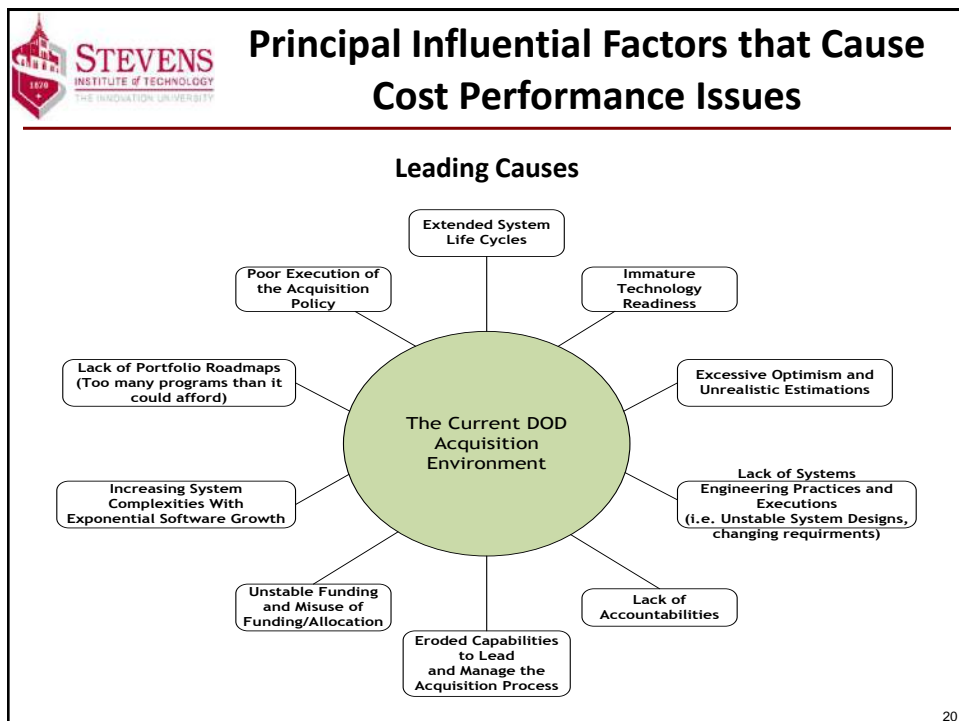 STEVENS
INSTITUTE of TECHNOLOGY
THE INNOVATION UNIVERSITY
1870
Principal Influential Factors that Cause
Cost Performance Issues
Leading Causes
Extended System
Life Cycles
Immature
Technology
Readiness
Excessive Optimism and
Unrealistic Estimations
Lack of Systems
Engineering Practices and
Executions
(i.e. Unstable System Designs,
changing requirments)
Lack of
Accountabilities
Eroded Capabilities
to Lead
and Manage the
Acquisition Process
Unstable Funding
and Misuse of
Funding/Allocation
Increasing System
Complexities With
Exponential Software Growth
Lack of Portfolio Roadmaps
(Too many programs than it
could afford)
Poor Execution of
the Acquisition
Policy
The Current DOD
Acquisition
Environment
20